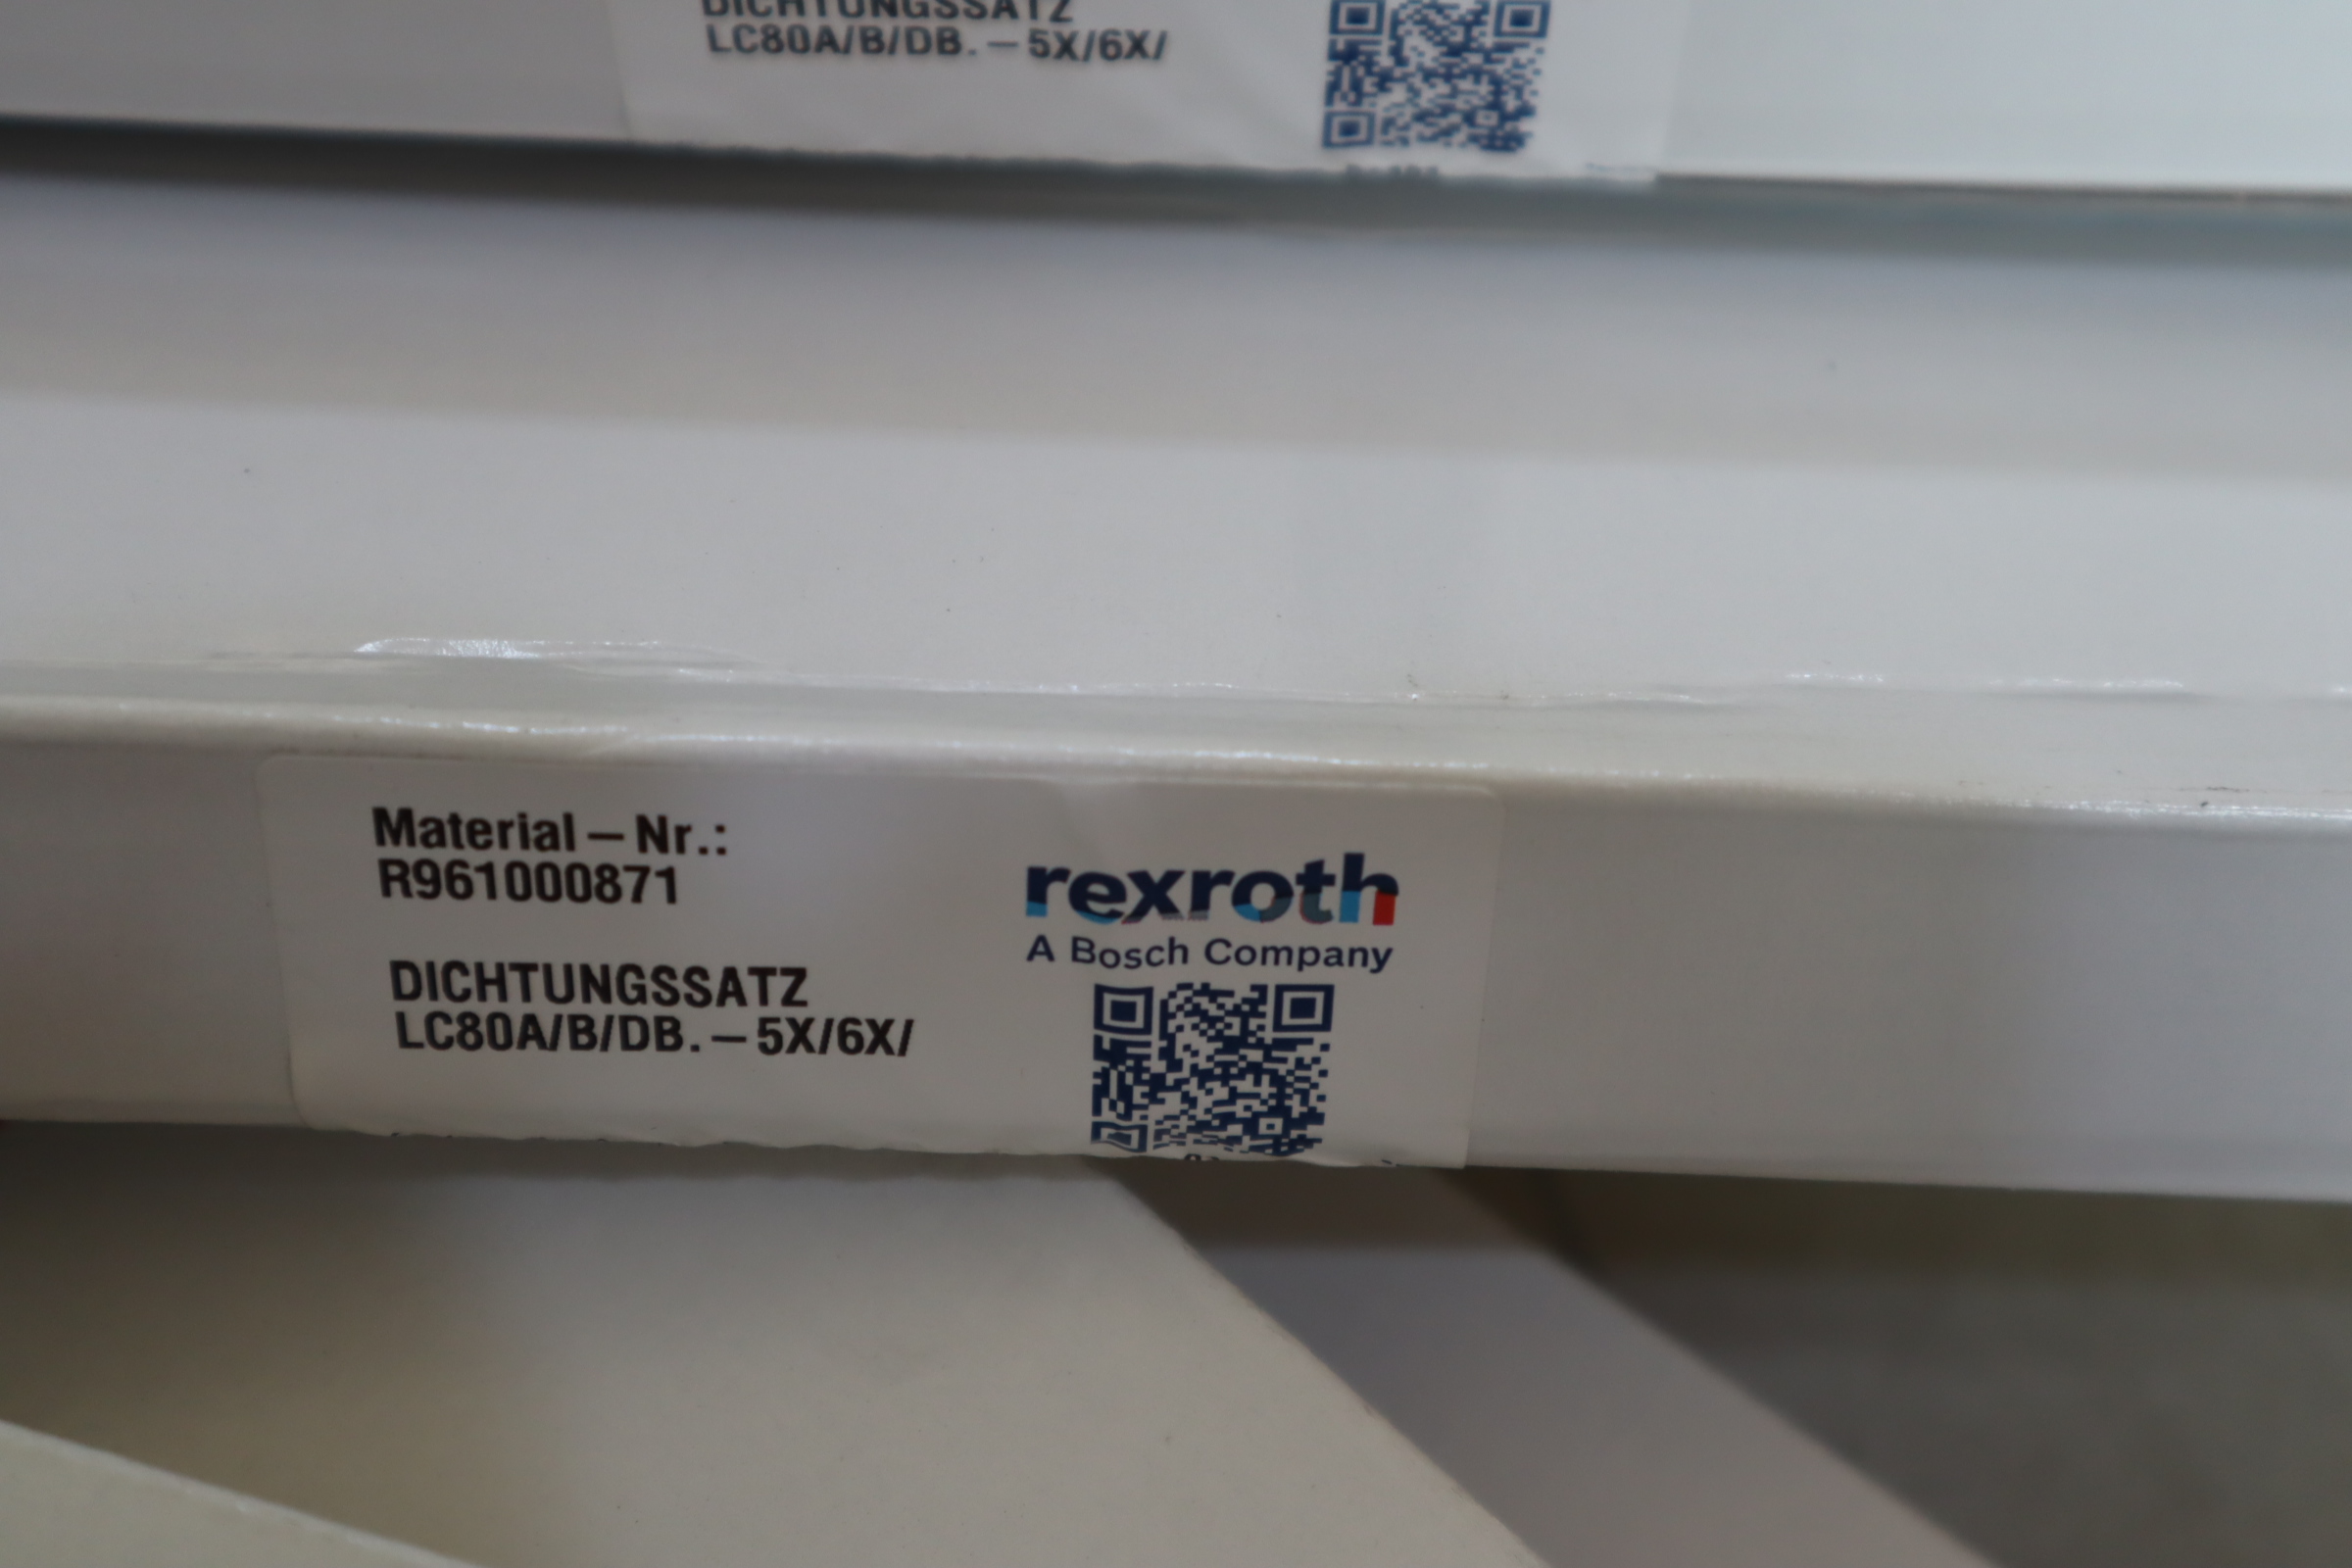 DICHTUNGSSATZ
LC80A/B/DB. – 5X/6X/
Material – Nr.:
R961000871
DICHTUNGSSATZ
LC80A/B/DB. – 5X/6X/
rexroth
A Bosch Company